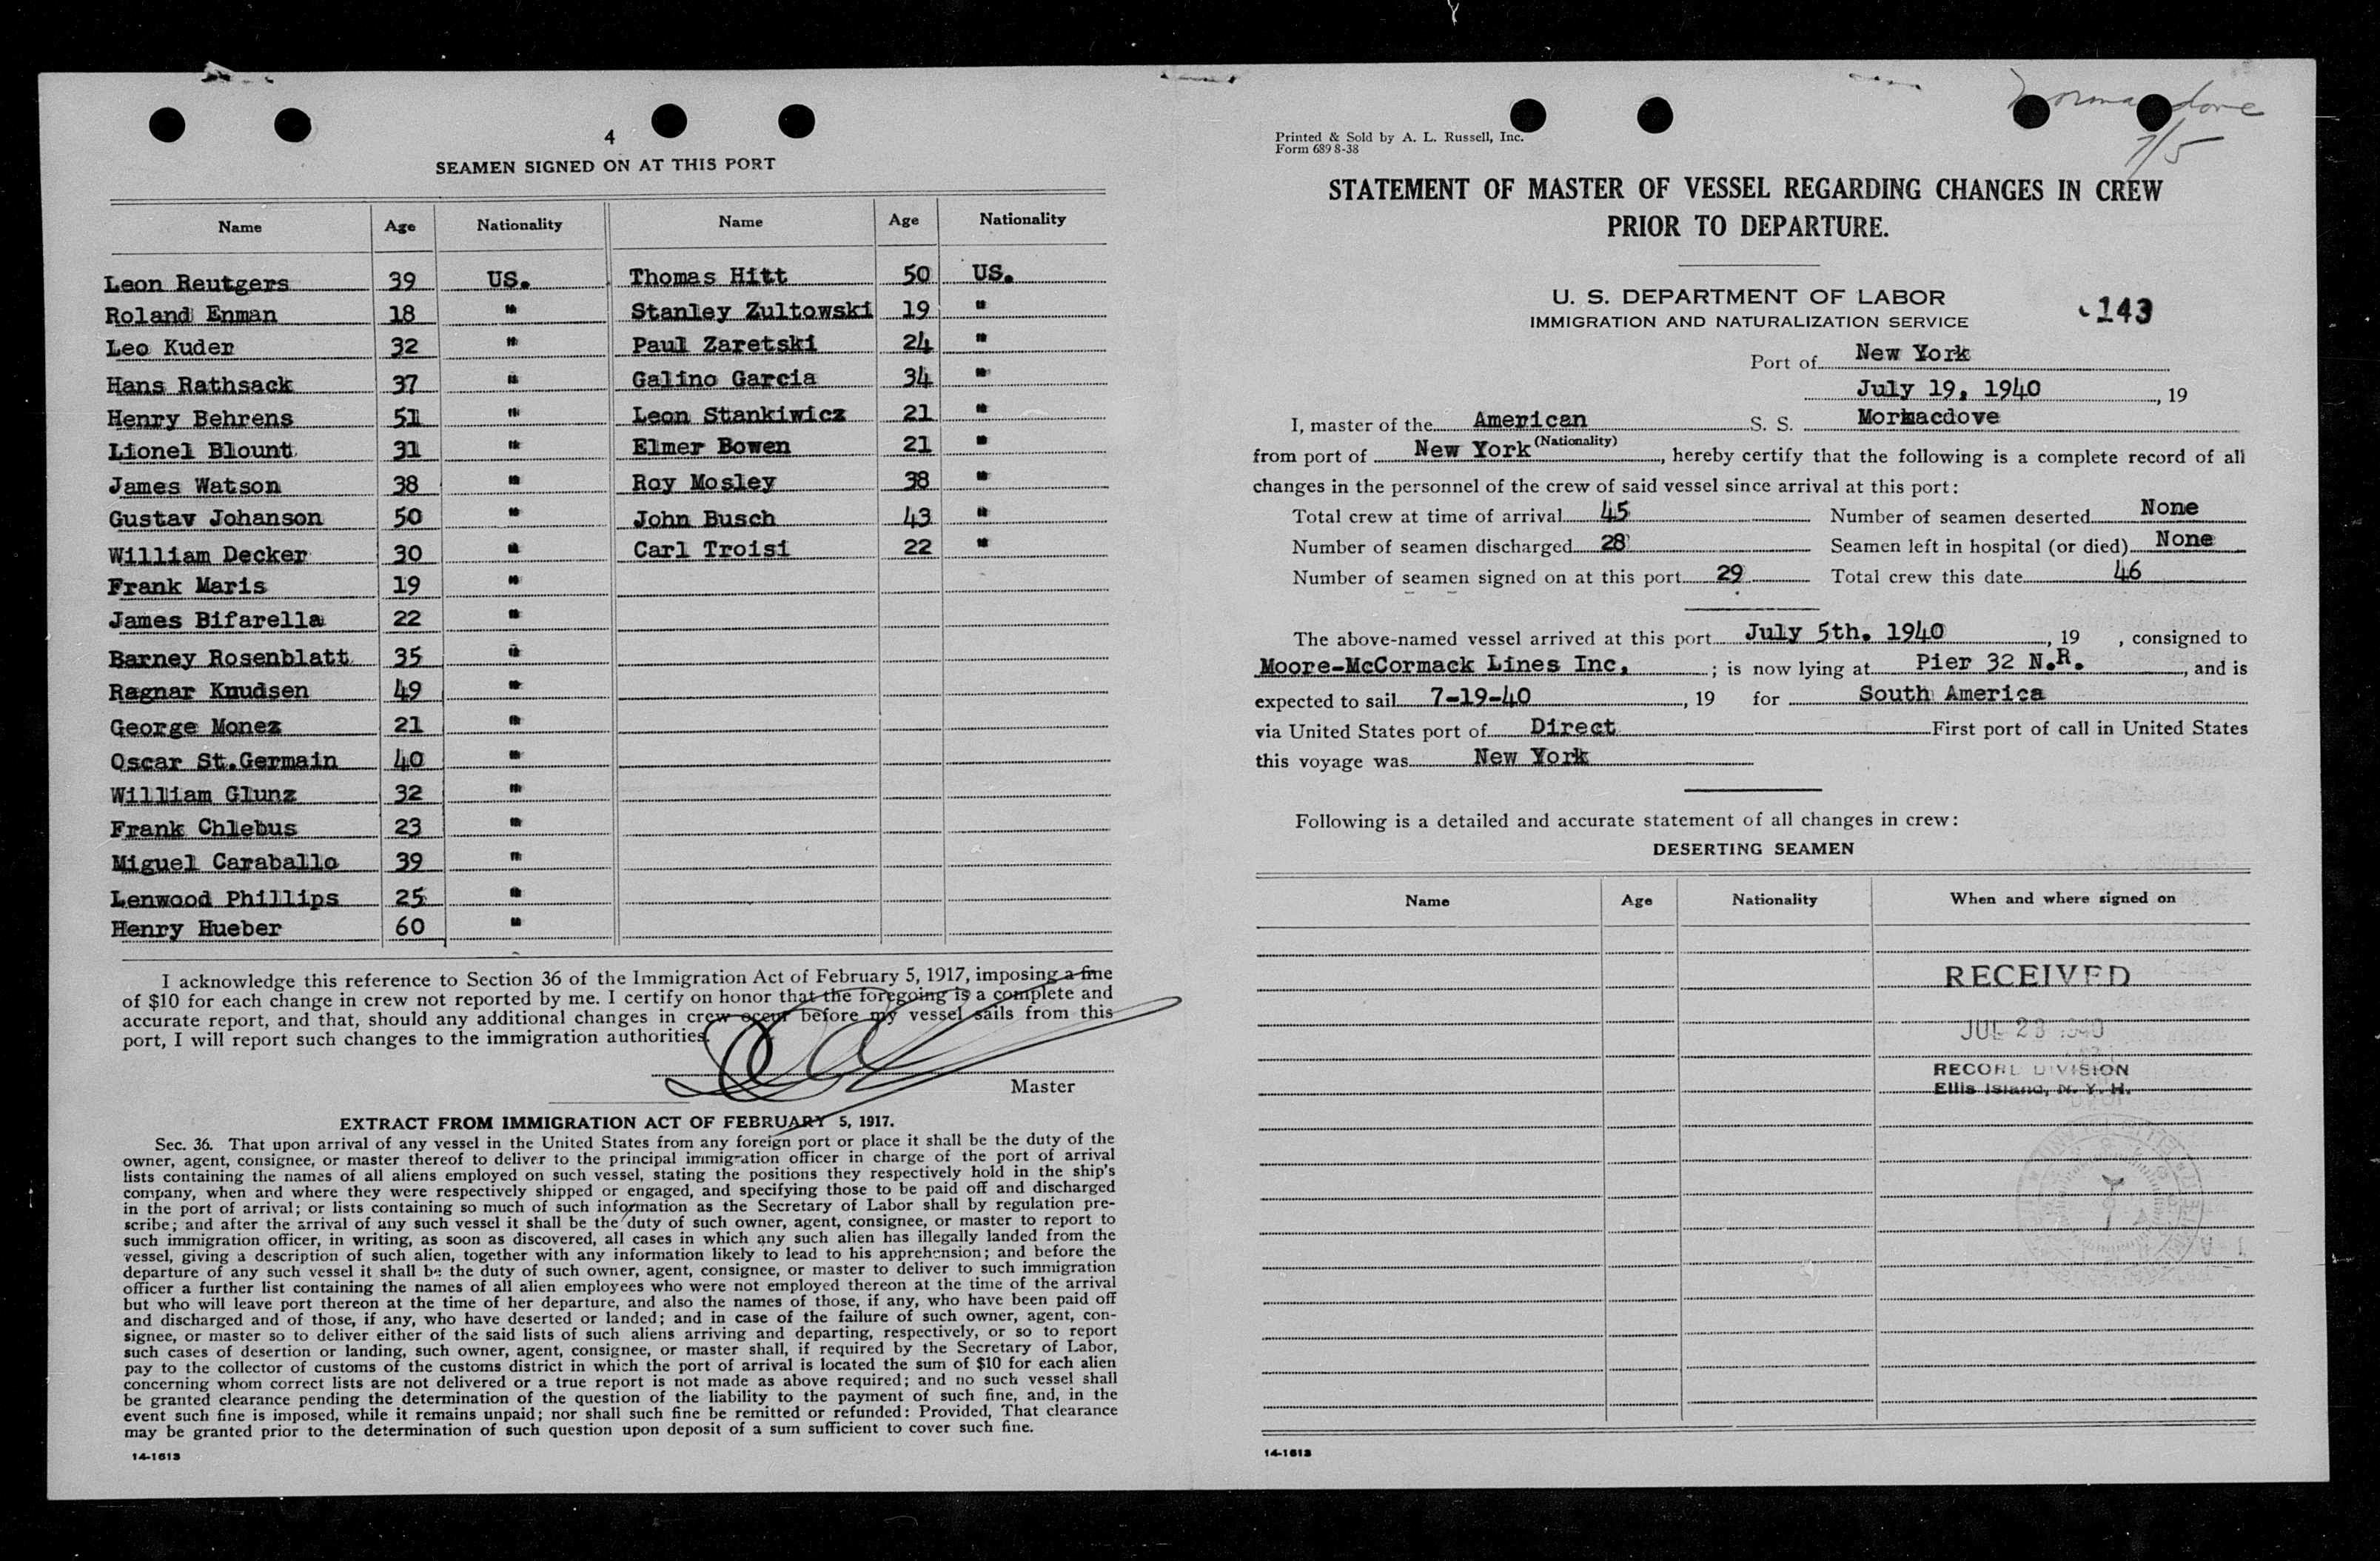 4
SEAMEN SIGNED ON AT THIS PORT
Name Age Nationality Name Age Nationality
Leon Reutgers 39 US. Thomas Hitt 50 US.
Roland Enman 18 " Stanley Zultowski 19 "
Leo Kuder 32 " Paul Zaretski 24 "
Hans Rathsack 37 " Galino Garcia 34 "
Henry Behrens 51 " Leon Stankiwicz 21 "
Lionel Blount 31 " Elmer Bowen 21 "
James Watson 38 " Roy Mosley 38 "
Gustav Johanson 50 " John Busch 43 "
William Decker 30 " Carl Troisi 22 "
Frank Maris 19 "
James Bifarella 22 "
Barney Rosenblatt 35 "
Ragnar Knudsen 49 "
George Monez 21 "
Oscar St.Germain 40 "
William Glunz 32 "
Frank Chlebus 23 "
Miguel Caraballo 39 "
Lenwood Phillips 25 "
Henry Hueber 60 "
I acknowledge this reference to Section 36 of the Immigration Act of February 5, 1917, imposing a fine
of $10 for each change in crew not reported by me. I certify on honor that the foregoing is a complete and
accurate report, and that, should any additional changes in crew occur before my vessel sails from this
port, I will report such changes to the immigration authorities.
Master
EXTRACT FROM IMMIGRATION ACT OF FEBRUARY 5, 1917.
Sec. 36. That upon arrival of any vessel in the United States from any foreign port or place it shall be the duty of the
owner, agent, consignee, or master thereof to deliver to the principal immigration officer in charge of the port of arrival
lists containing the names of all aliens employed on such vessel, stating the positions they respectively hold in the ship's
company, when and where they were respectively shipped or engaged, and specifying those to be paid off and discharged
in the port of arrival; or lists containing so much of such information as the Secretary of Labor shall by regulation pre-
scribe; and after the arrival of any such vessel it shall be the duty of such owner, agent, consignee, or master to report to
such immigration officer, in writing, as soon as discovered, all cases in which any such alien has illegally landed from the
vessel, giving a description of such alien, together with any information likely to lead to his apprehension; and before the
departure of any such vessel it shall be the duty of such owner, agent, consignee, or master to deliver to such immigration
officer a further list containing the names of all alien employees who were not employed thereon at the time of the arrival
but who will leave port thereon at the time of her departure, and also the names of those, if any, who have been paid off
and discharged and of those, if any, who have deserted or landed; and in case of the failure of such owner, agent, con-
signee, or master so to deliver either of the said lists of such aliens arriving and departing, respectively, or so to report
such cases of desertion or landing, such owner, agent, consignee, or master shall, if required by the Secretary of Labor,
pay to the collector of customs of the customs district in which the port of arrival is located the sum of $10 for each alien
concerning whom correct lists are not delivered or a true report is not made as above required; and no such vessel shall
be granted clearance pending the determination of the question of the liability to the payment of such fine, and, in the
event such fine is imposed, while it remains unpaid; nor shall such fine be remitted or refunded: Provided, That clearance
may be granted prior to the determination of such question upon deposit of a sum sufficient to cover such fine.
14-1613
7/5
Printed & Sold by A. L. Russell, Inc.
Form 689 8-38
STATEMENT OF MASTER OF VESSEL REGARDING CHANGES IN CREW
PRIOR TO DEPARTURE.
U. S. DEPARTMENT OF LABOR
IMMIGRATION AND NATURALIZATION SERVICE
143
Port of New York
July 19, 1940, 19
I, master of the American S. S. Mormacdove
(Nationality)
from port of New York, hereby certify that the following is a complete record of all
changes in the personnel of the crew of said vessel since arrival at this port:
Total crew at time of arrival 45 Number of seamen deserted None
Number of seamen discharged 28 Seamen left in hospital (or died) None
Number of seamen signed on at this port 29 Total crew this date 46
The above-named vessel arrived at this port July 5th. 1940, 19 , consigned to
Moore-McCormack Lines Inc.; is now lying at Pier 32 N.R., and is
expected to sail 7-19-40, 19 for South America
via United States port of Direct First port of call in United States
this voyage was New York
Following is a detailed and accurate statement of all changes in crew:
DESERTING SEAMEN
Name Age Nationality When and where signed on
RECEIVED
JUL 23 1940
RECORD DIVISION
Ellis Island, N. Y. H.
14-1613